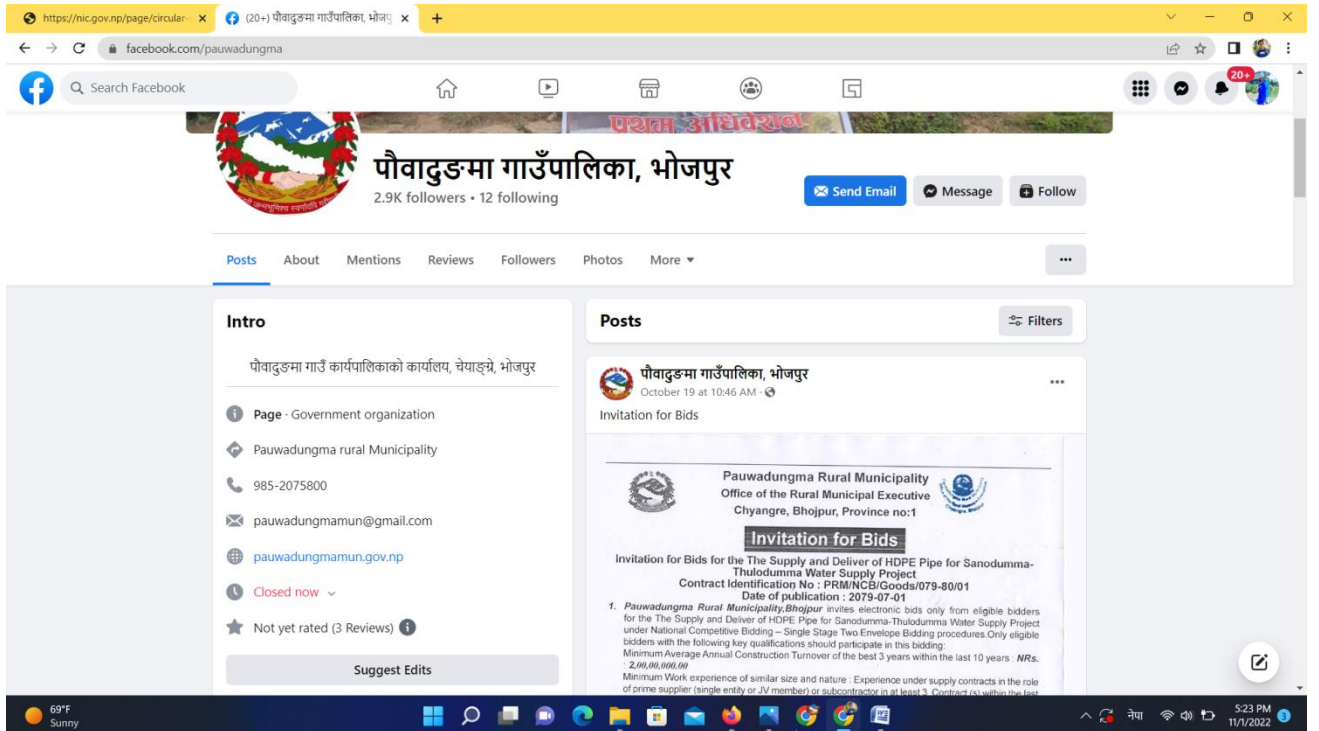 https://nic.gov.np/page/circular-
(20+) पौवादुङमा गाउँपालिका, भोजपु
facebook.com/pauwadungma
Search Facebook
20+
प्रथम अधिवेशन
पौवादुङमा गाउँपालिका, भोजपुर
2.9K followers • 12 following
Send Email
Message
Follow
Posts About Mentions Reviews Followers Photos More
Intro
पौवादुङमा गाउँ कार्यपालिकाको कार्यालय, चेयाङ्ग्रे, भोजपुर
Page · Government organization
Pauwadungma rural Municipality
985-2075800
pauwadungmamun@gmail.com
pauwadungmamun.gov.np
Closed now
Not yet rated (3 Reviews)
Suggest Edits
Posts
Filters
पौवादुङमा गाउँपालिका, भोजपुर
October 19 at 10:46 AM ·
Invitation for Bids
Pauwadungma Rural Municipality
Office of the Rural Municipal Executive
Chyangre, Bhojpur, Province no:1
Invitation for Bids
Invitation for Bids for the The Supply and Deliver of HDPE Pipe for Sanodumma-
Thulodumma Water Supply Project
Contract Identification No : PRM/NCB/Goods/079-80/01
Date of publication : 2079-07-01
1. Pauwadungma Rural Municipality,Bhojpur invites electronic bids only from eligible bidders
for the The Supply and Deliver of HDPE Pipe for Sanodumma-Thulodumma Water Supply Project
under National Competitive Bidding – Single Stage Two Envelope Bidding procedures.Only eligible
bidders with the following key qualifications should participate in this bidding:
Minimum Average Annual Construction Turnover of the best 3 years within the last 10 years : NRs.
: 2,00,00,000.00
Minimum Work experience of similar size and nature : Experience under supply contracts in the role
of prime supplier (single entity or JV member) or subcontractor in at least 3. Contract (s) within the last
69°F
Sunny
नेपा
5:23 PM
11/1/2022
3